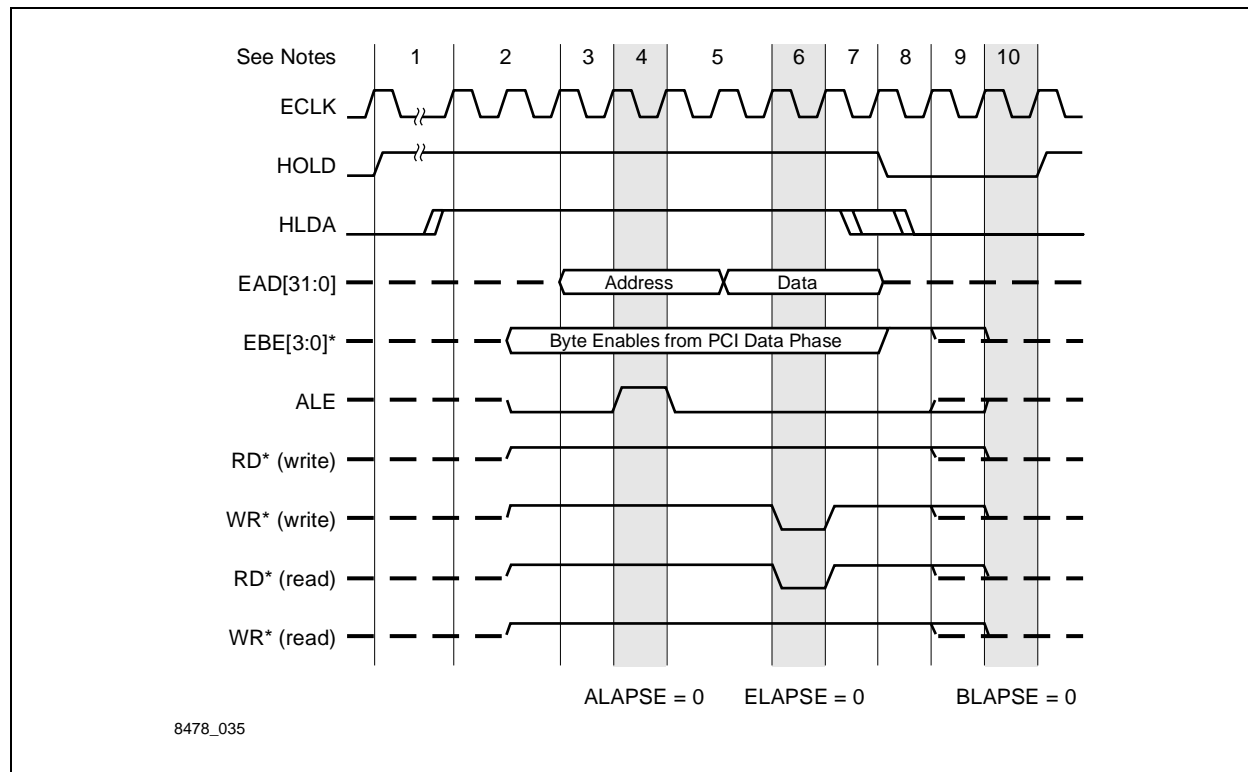 See Notes 1 2 3 4 5 6 7 8 9 10
ECLK
HOLD
HLDA
EAD[31:0] Address Data
EBE[3:0]* Byte Enables from PCI Data Phase
ALE
RD* (write)
WR* (write)
RD* (read)
WR* (read)
ALAPSE = 0 ELAPSE = 0 BLAPSE = 0
8478_035